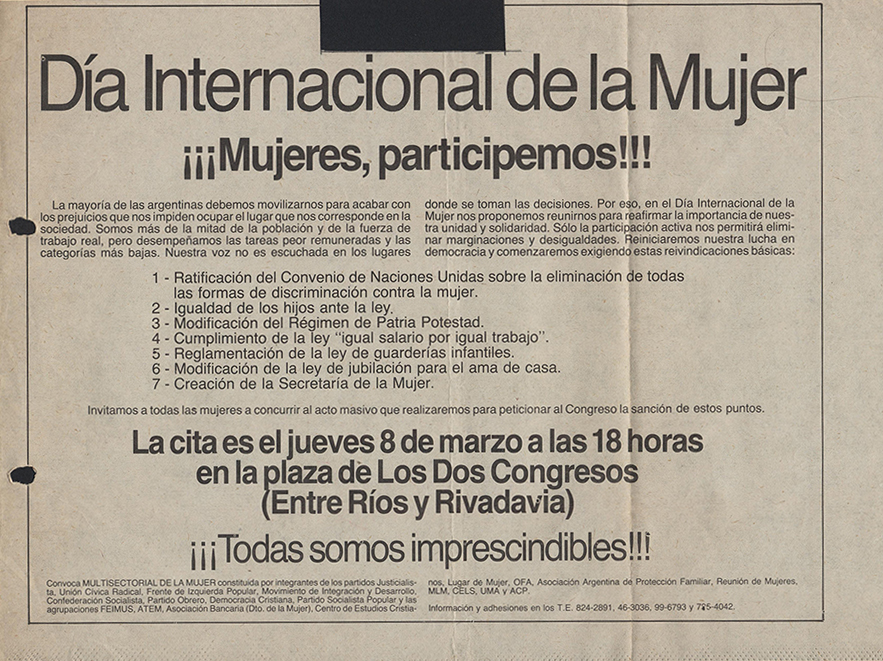 Día Internacional de la Mujer
¡¡¡Mujeres, participemos!!!
La mayoría de las argentinas debemos movilizarnos para acabar con
los prejuicios que nos impiden ocupar el lugar que nos corresponde en la
sociedad. Somos más de la mitad de la población y de la fuerza de
trabajo real, pero desempeñamos las tareas peor remuneradas y las
categorías más bajas. Nuestra voz no es escuchada en los lugares
donde se toman las decisiones. Por eso, en el Día Internacional de la
Mujer nos proponemos reunirnos para reafirmar la importancia de nues-
tra unidad y solidaridad. Sólo la participación activa nos permitirá elimi-
nar marginaciones y desigualdades. Reiniciaremos nuestra lucha en
democracia y comenzaremos exigiendo estas reivindicaciones básicas:
1 - Ratificación del Convenio de Naciones Unidas sobre la eliminación de todas
las formas de discriminación contra la mujer.
2 - Igualdad de los hijos ante la ley.
3 - Modificación del Régimen de Patria Potestad.
4 - Cumplimiento de la ley “igual salario por igual trabajo”.
5 - Reglamentación de la ley de guarderías infantiles.
6 - Modificación de la ley de jubilación para el ama de casa.
7 - Creación de la Secretaría de la Mujer.
Invitamos a todas las mujeres a concurrir al acto masivo que realizaremos para peticionar al Congreso la sanción de estos puntos.
La cita es el jueves 8 de marzo a las 18 horas
en la plaza de Los Dos Congresos
(Entre Ríos y Rivadavia)
¡¡¡Todas somos imprescindibles!!!
Convoca MULTISECTORIAL DE LA MUJER constituida por integrantes de los partidos Justicialis-
ta, Unión Cívica Radical, Frente de Izquierda Popular, Movimiento de Integración y Desarrollo,
Confederación Socialista, Partido Obrero, Democracia Cristiana, Partido Socialista Popular y las
agrupaciones FEIMUS, ATEM, Asociación Bancaria (Dto. de la Mujer), Centro de Estudios Cristia-
nos, Lugar de Mujer, OFA, Asociación Argentina de Protección Familiar, Reunión de Mujeres,
MLM, CELS, UMA y ACP.
Información y adhesiones en los T.E. 824-2891, 46-3036, 99-6793 y 775-4042.